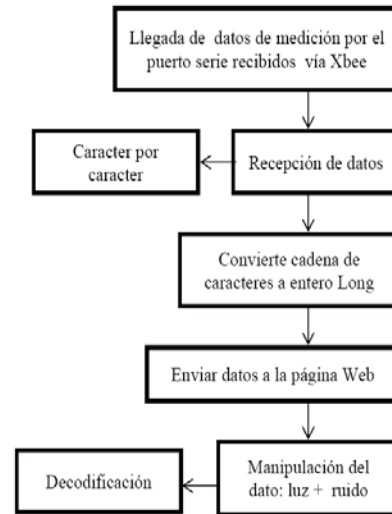 Llegada de datos de medición por el
puerto serie recibidos vía Xbee
Caracter por
caracter
Recepción de datos
Convierte cadena de
caracteres a entero Long
Enviar datos a la página Web
Decodificación
Manipulación del
dato: luz + ruido